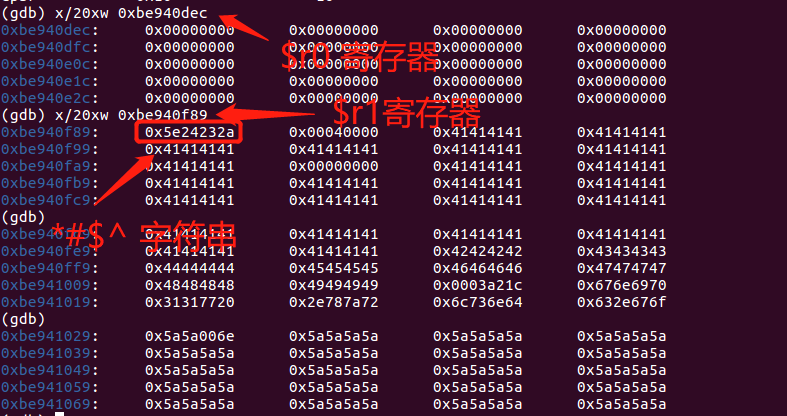 (gdb) x/20xw 0xbe940dec
0xbe940dec: 0x00000000 0x00000000 0x00000000 0x00000000
0xbe940dfc: 0x00000000 0x00000000 0x00000000 0x00000000
0xbe940e0c: 0x00000000 0x00000000 0x00000000 0x00000000
0xbe940e1c: 0x00000000 0x00000000 0x00000000 0x00000000
0xbe940e2c: 0x00000000 0x00000000 0x00000000 0x00000000
$r0 寄存器
(gdb) x/20xw 0xbe940f89
$r1寄存器
0xbe940f89: 0x5e24232a 0x00040000 0x41414141 0x41414141
0xbe940f99: 0x41414141 0x41414141 0x41414141 0x41414141
0xbe940fa9: 0x41414141 0x00000000 0x41414141 0x41414141
0xbe940fb9: 0x41414141 0x41414141 0x41414141 0x41414141
0xbe940fc9: 0x41414141 0x41414141 0x41414141 0x41414141
(gdb)
*#$^ 字符串
0x41414141 0x41414141 0x41414141 0x41414141
0xbe940fe9: 0x41414141 0x41414141 0x42424242 0x43434343
0xbe940ff9: 0x44444444 0x45454545 0x46464646 0x47474747
0xbe941009: 0x48484848 0x49494949 0x0003a21c 0x676e6970
0xbe941019: 0x31317720 0x2e787a72 0x6c736e64 0x632e676f
(gdb)
0xbe941029: 0x5a5a006e 0x5a5a5a5a 0x5a5a5a5a 0x5a5a5a5a
0xbe941039: 0x5a5a5a5a 0x5a5a5a5a 0x5a5a5a5a 0x5a5a5a5a
0xbe941049: 0x5a5a5a5a 0x5a5a5a5a 0x5a5a5a5a 0x5a5a5a5a
0xbe941059: 0x5a5a5a5a 0x5a5a5a5a 0x5a5a5a5a 0x5a5a5a5a
0xbe941069: 0x5a5a5a5a 0x5a5a5a5a 0x5a5a5a5a 0x5a5a5a5a